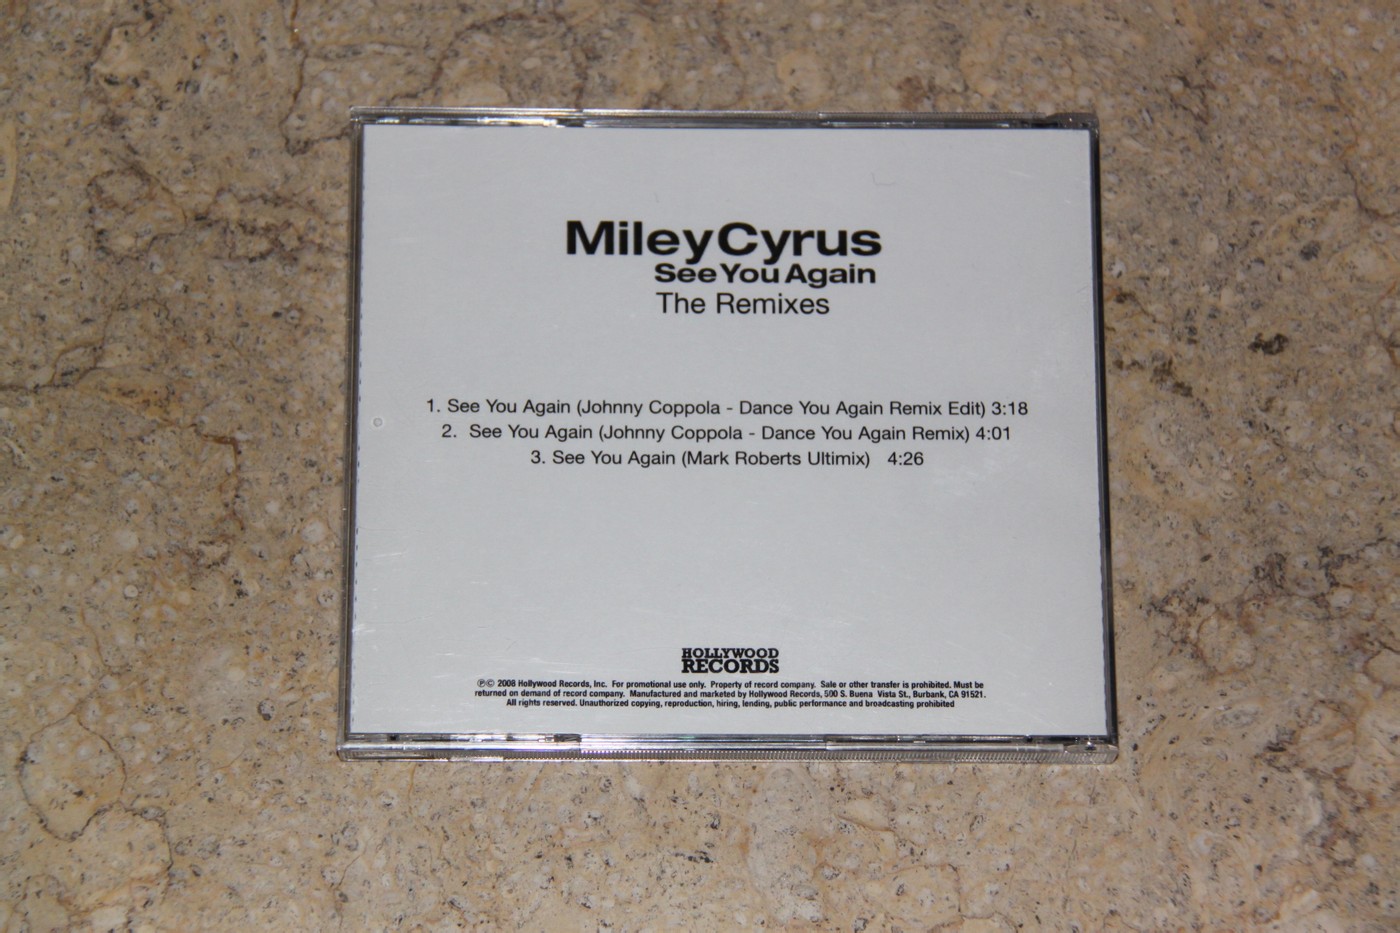 MileyCyrus
See You Again
The Remixes
1. See You Again (Johnny Coppola - Dance You Again Remix Edit) 3:18
2. See You Again (Johnny Coppola - Dance You Again Remix) 4:01
3. See You Again (Mark Roberts Ultimix) 4:26
HOLLYWOOD
RECORDS
℗© 2008 Hollywood Records, Inc. For promotional use only. Property of record company. Sale or other transfer is prohibited. Must be
returned on demand of record company. Manufactured and marketed by Hollywood Records, 500 S. Buena Vista St., Burbank, CA 91521.
All rights reserved. Unauthorized copying, reproduction, hiring, lending, public performance and broadcasting prohibited